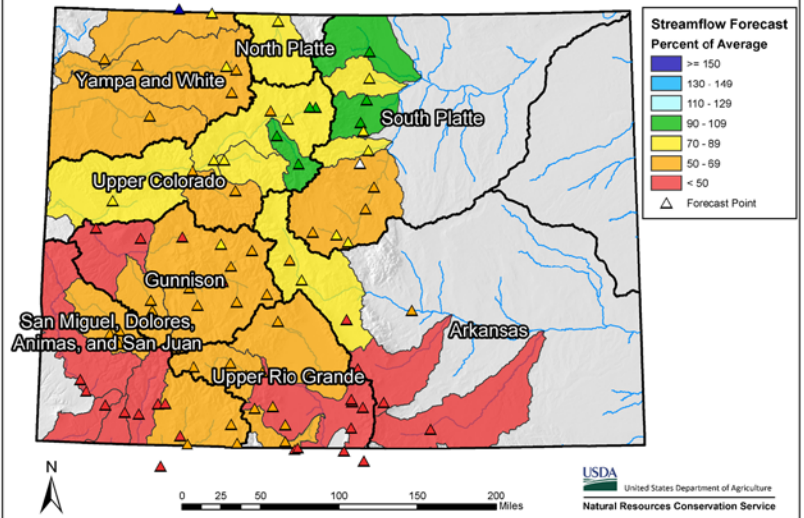 North Platte
Yampa and White
South Platte
Upper Colorado
Gunnison
San Miguel, Dolores,
Animas, and San Juan
Arkansas
Upper Rio Grande
Streamflow Forecast
Percent of Average
>= 150
130 - 149
110 - 129
90 - 109
70 - 89
50 - 69
< 50
Forecast Point
N
0 25 50 100 150 200
Miles
USDA
United States Department of Agriculture
Natural Resources Conservation Service